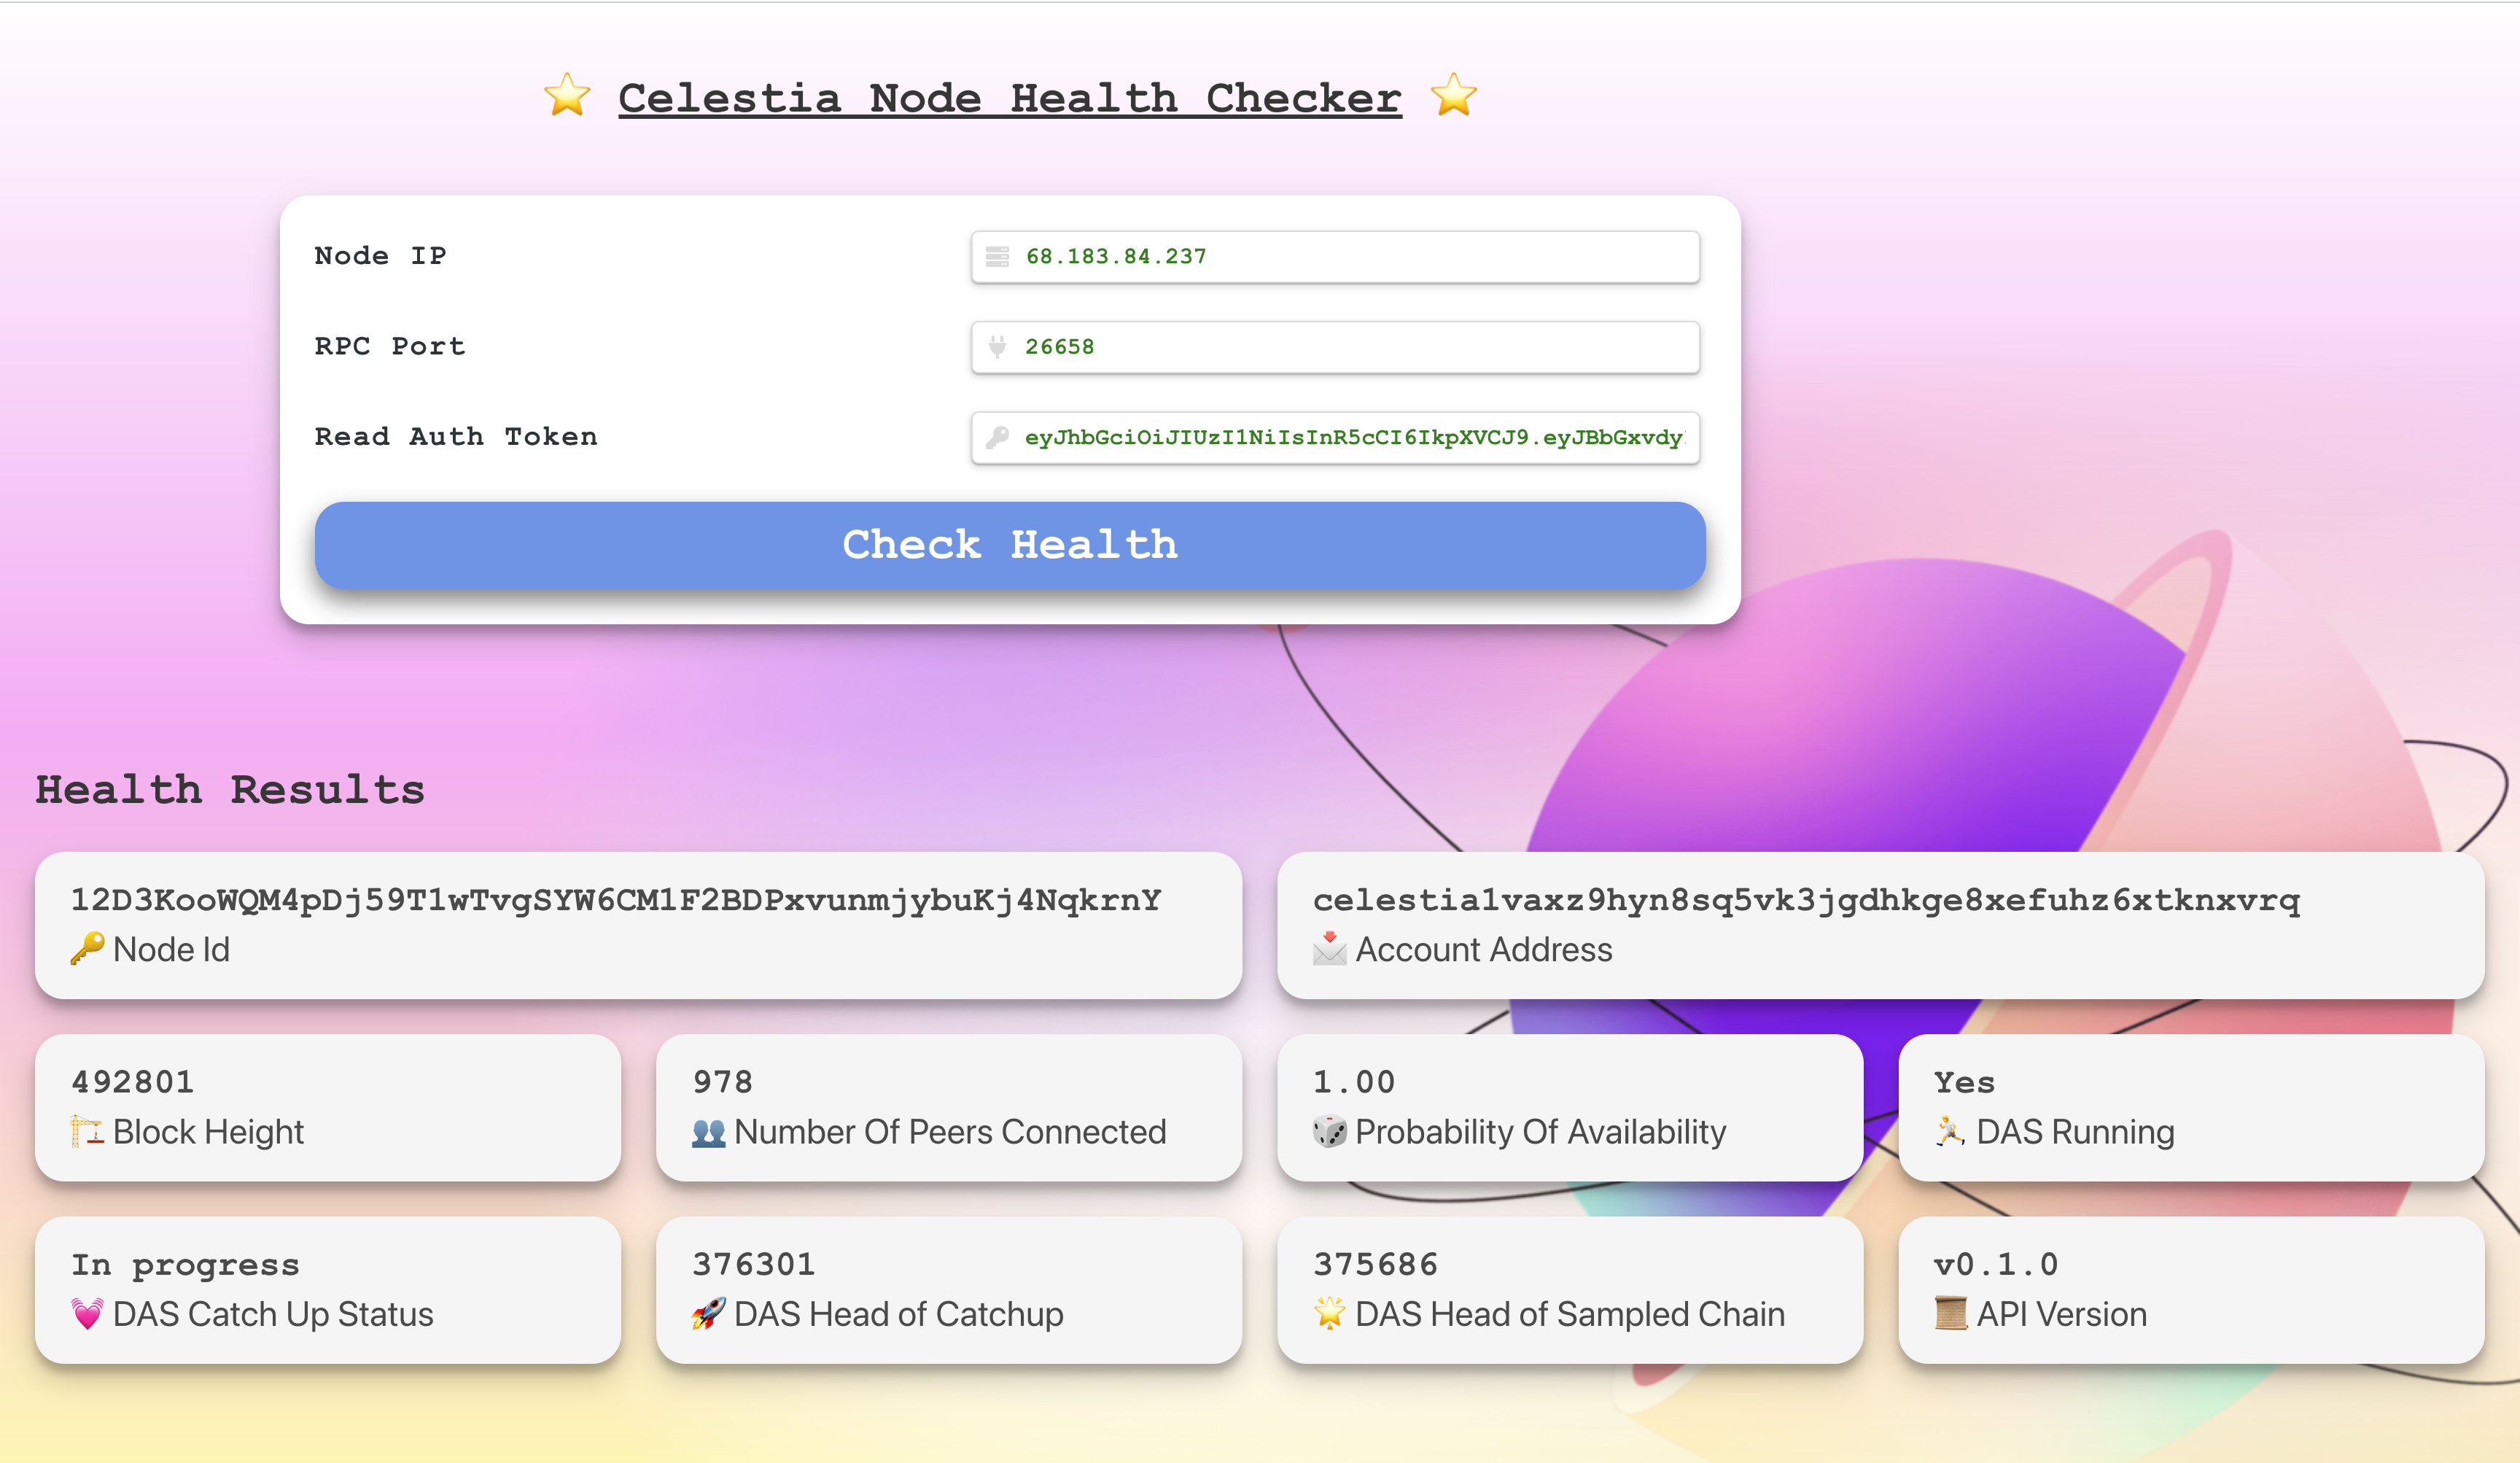 ⭐ Celestia Node Health Checker ⭐
Node IP
68.183.84.237
RPC Port
26658
Read Auth Token
eyJhbGciOiJIUzI1NiIsInR5cCI6IkpXVCJ9.eyJBbGxvdy
Check Health
Health Results
12D3KooWQM4pDj59T1wTvgSYW6CM1F2BDPxvunmjybuKj4NqkrnY
🔑 Node Id
celestia1vaxz9hyn8sq5vk3jgdhkge8xefuhz6xtknxvrq
📩 Account Address
492801
🏗️ Block Height
978
👥 Number Of Peers Connected
1.00
🎲 Probability Of Availability
Yes
🏃 DAS Running
In progress
💓 DAS Catch Up Status
376301
🚀 DAS Head of Catchup
375686
🌟 DAS Head of Sampled Chain
v0.1.0
📜 API Version